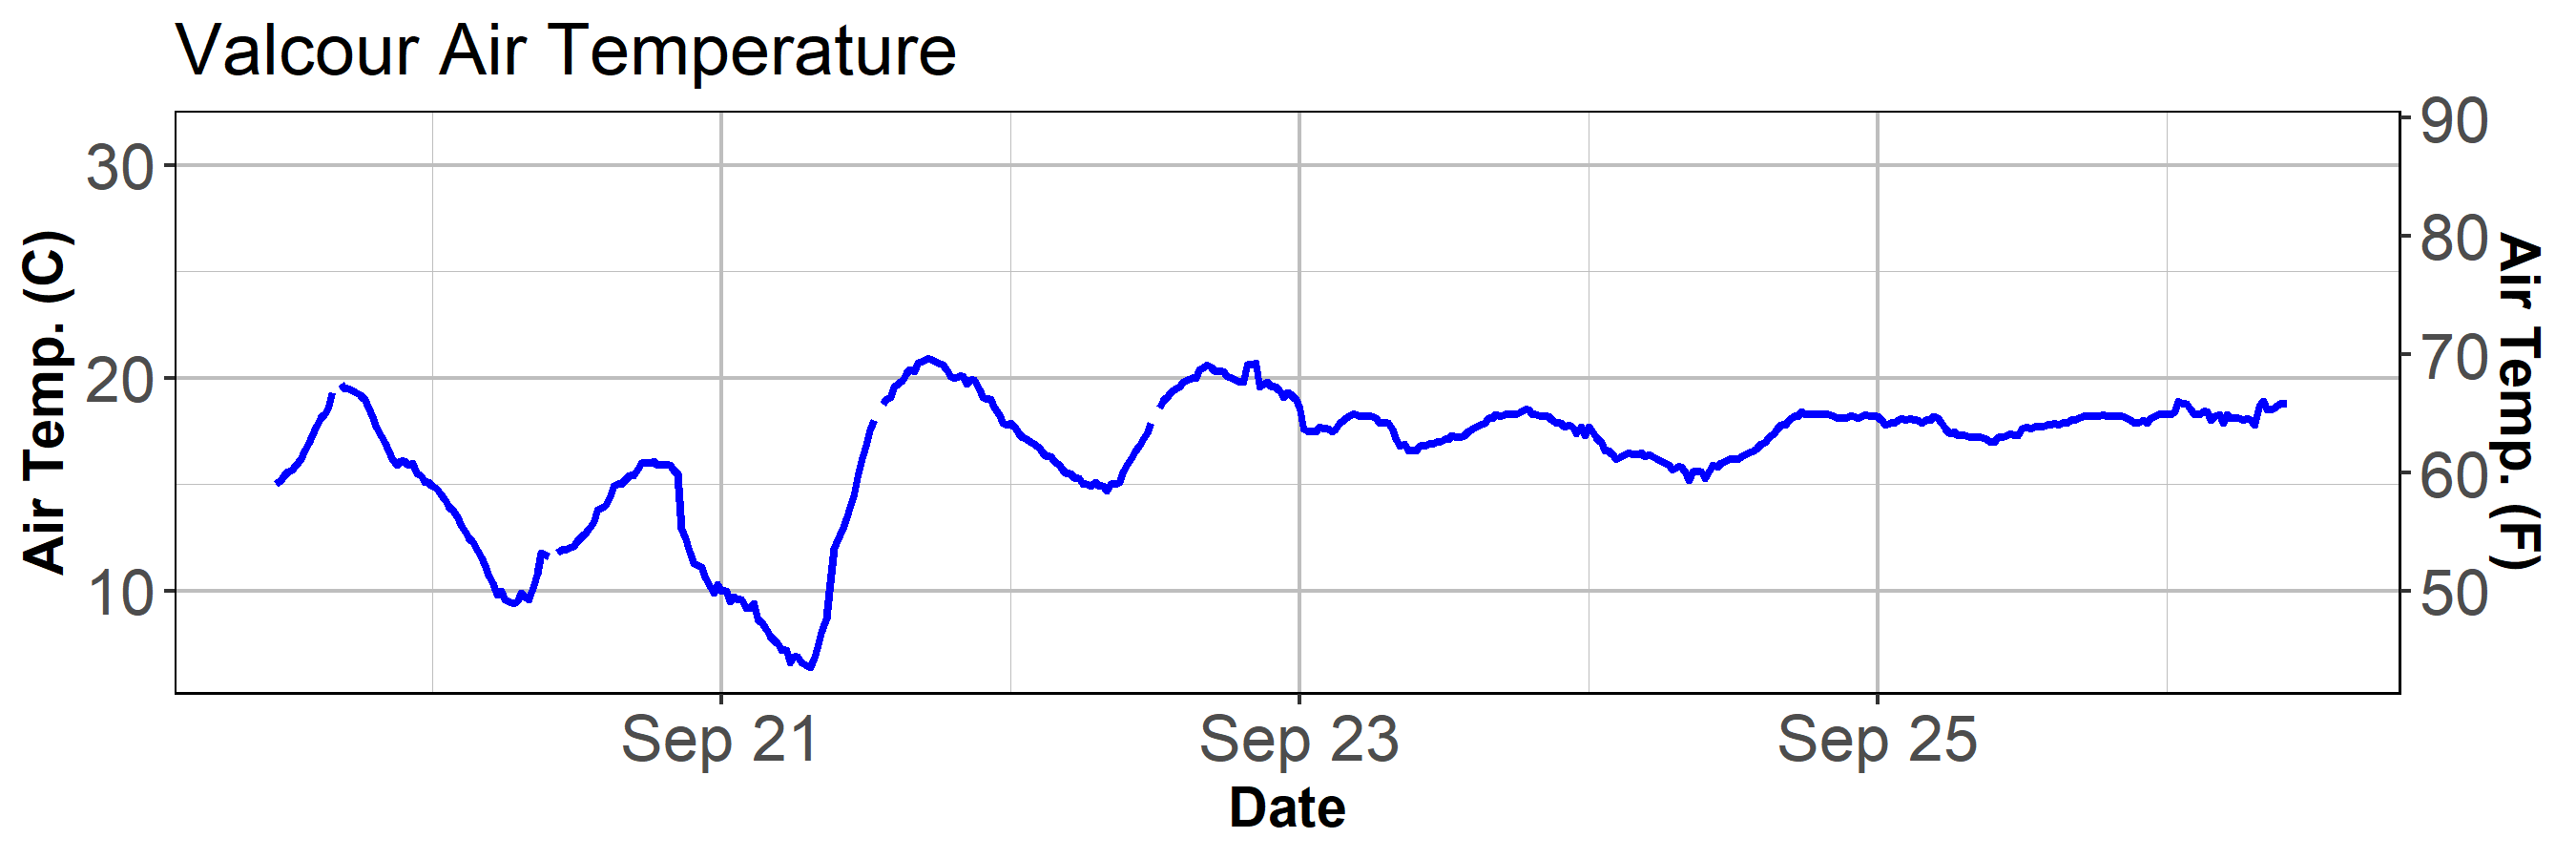 Valcour Air Temperature
Air Temp. (C)
30
20
10
90
80
70
60
50
Air Temp. (F)
Sep 21
Sep 23
Sep 25
Date